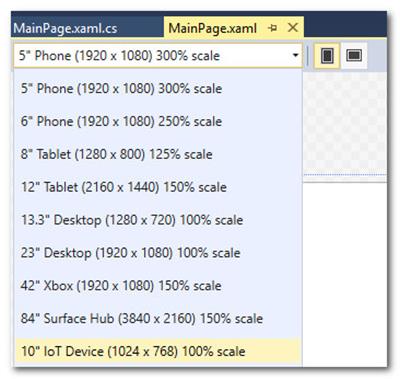 MainPage.xaml.cs
MainPage.xaml
5" Phone (1920 x 1080) 300% scale
5" Phone (1920 x 1080) 300% scale
6" Phone (1920 x 1080) 250% scale
8" Tablet (1280 x 800) 125% scale
12" Tablet (2160 x 1440) 150% scale
13.3" Desktop (1280 x 720) 100% scale
23" Desktop (1920 x 1080) 100% scale
42" Xbox (1920 x 1080) 150% scale
84" Surface Hub (3840 x 2160) 150% scale
10" IoT Device (1024 x 768) 100% scale